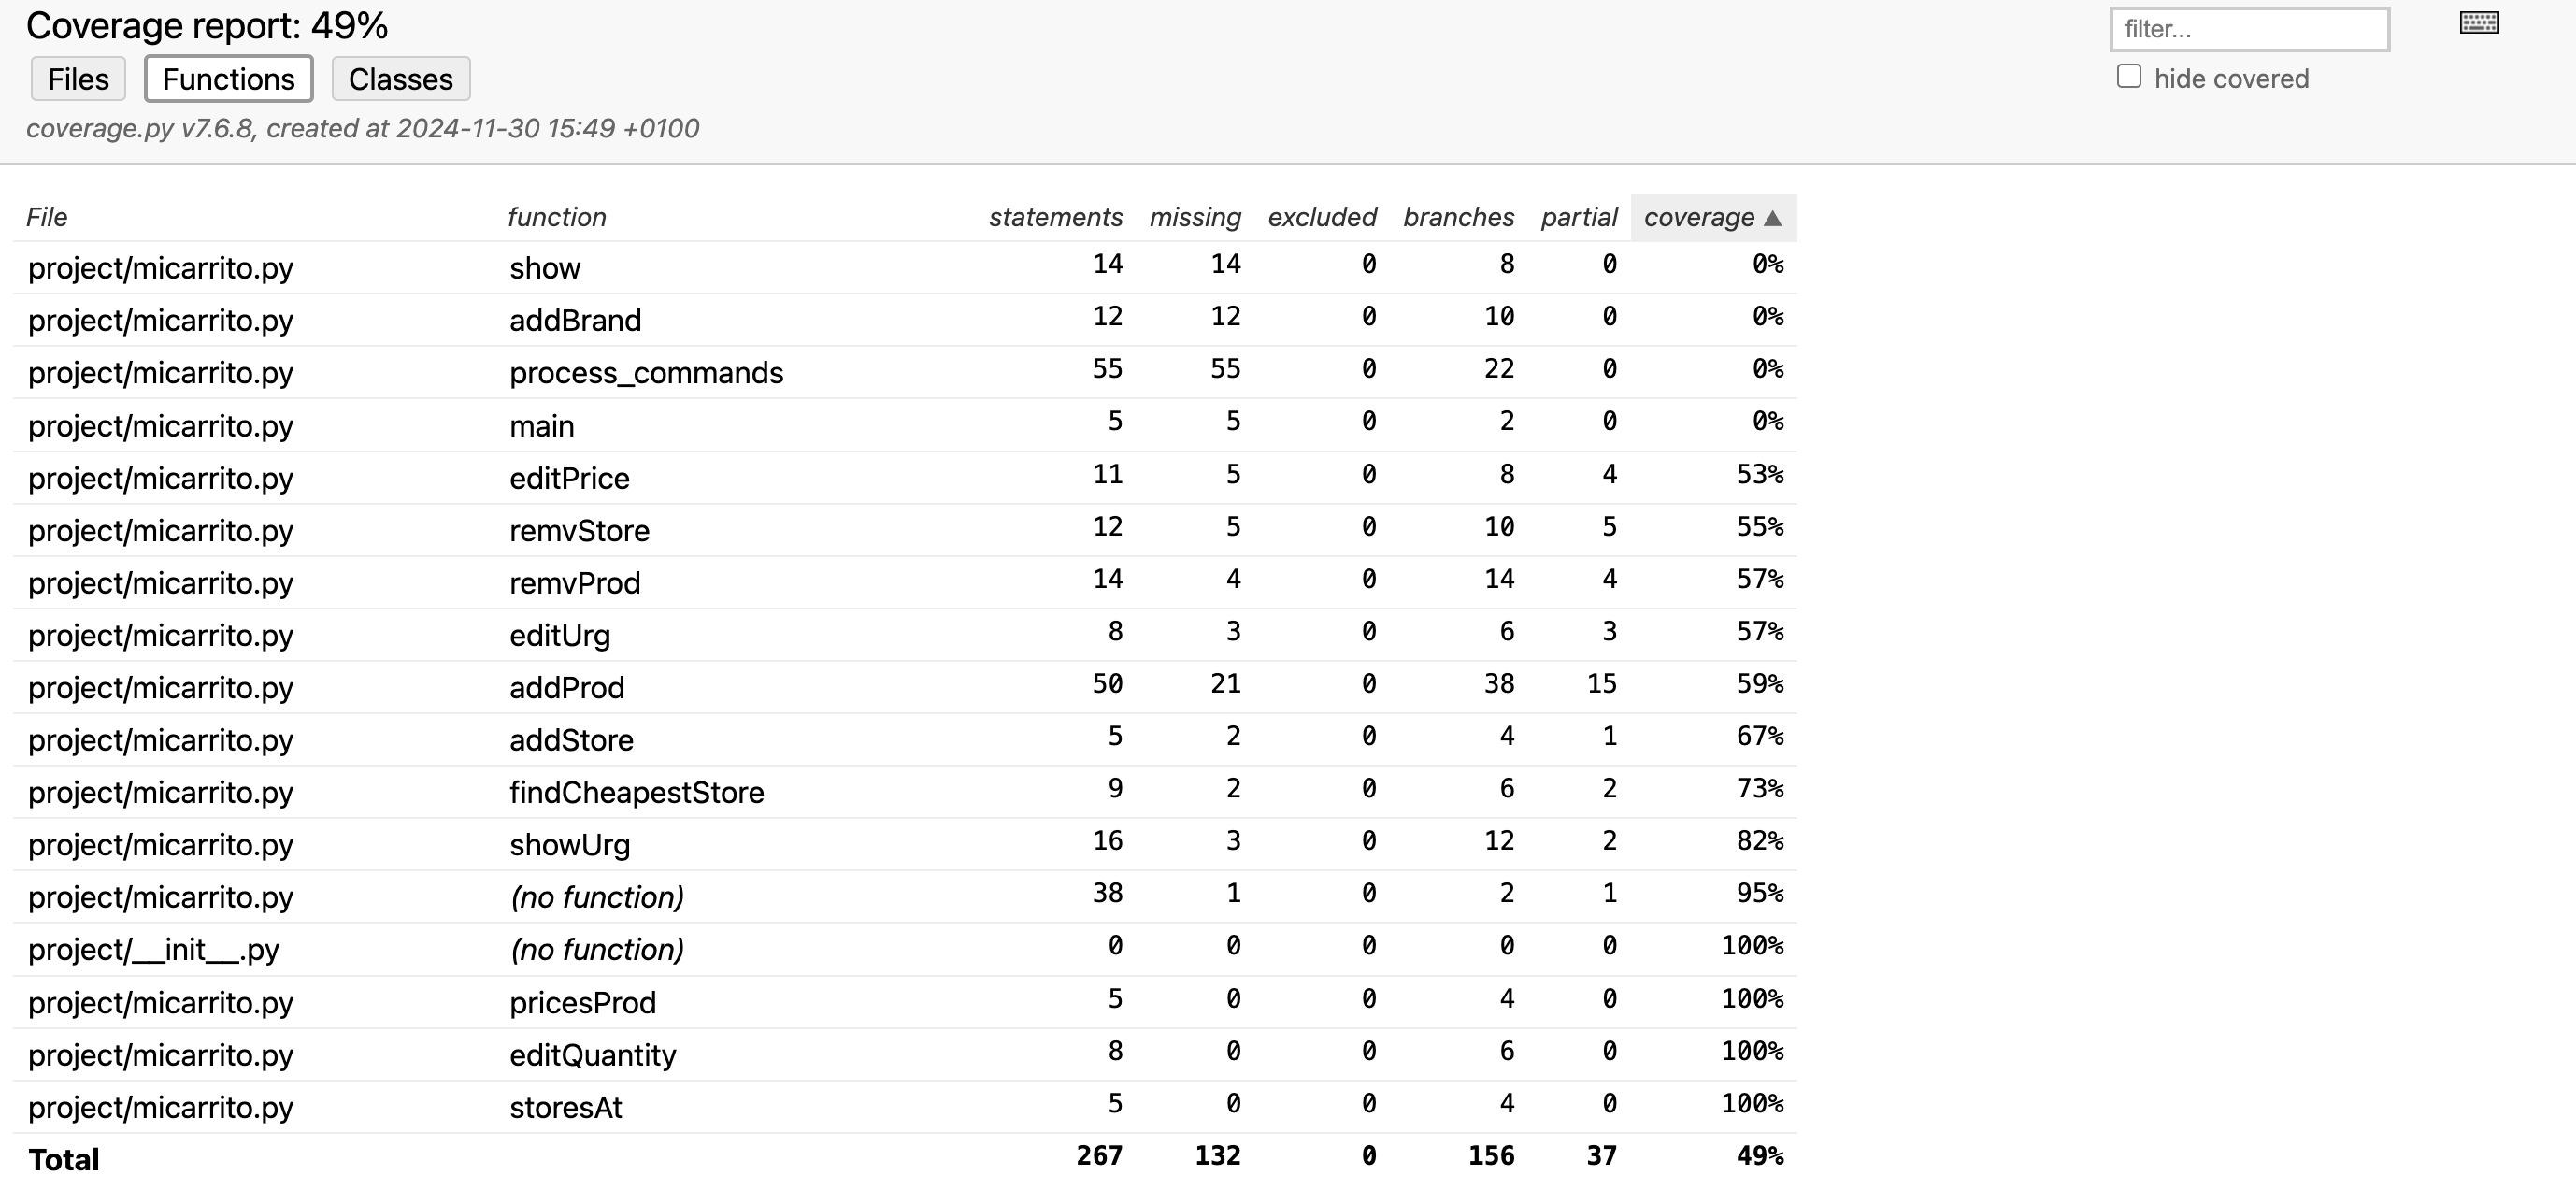 Coverage report: 49%
filter...
Files Functions Classes
hide covered
coverage.py v7.6.8, created at 2024-11-30 15:49 +0100
File function statements missing excluded branches partial coverage ▲
project/micarrito.py show 14 14 0 8 0 0%
project/micarrito.py addBrand 12 12 0 10 0 0%
project/micarrito.py process_commands 55 55 0 22 0 0%
project/micarrito.py main 5 5 0 2 0 0%
project/micarrito.py editPrice 11 5 0 8 4 53%
project/micarrito.py remvStore 12 5 0 10 5 55%
project/micarrito.py remvProd 14 4 0 14 4 57%
project/micarrito.py editUrg 8 3 0 6 3 57%
project/micarrito.py addProd 50 21 0 38 15 59%
project/micarrito.py addStore 5 2 0 4 1 67%
project/micarrito.py findCheapestStore 9 2 0 6 2 73%
project/micarrito.py showUrg 16 3 0 12 2 82%
project/micarrito.py (no function) 38 1 0 2 1 95%
project/__init__.py (no function) 0 0 0 0 0 100%
project/micarrito.py pricesProd 5 0 0 4 0 100%
project/micarrito.py editQuantity 8 0 0 6 0 100%
project/micarrito.py storesAt 5 0 0 4 0 100%
Total 267 132 0 156 37 49%